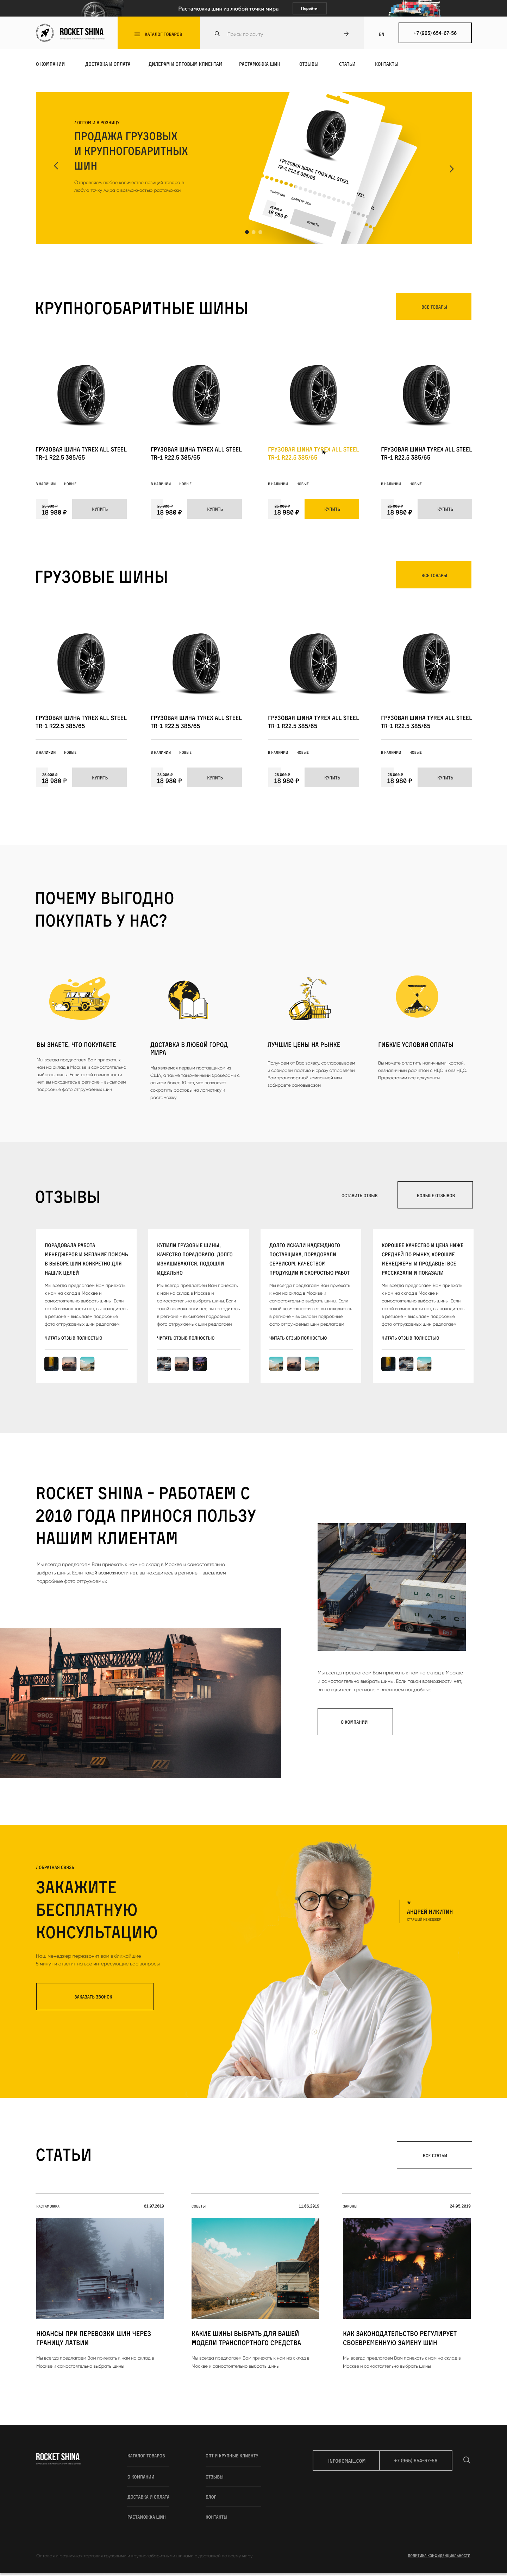 Растаможка шин из любой точки мира
Перейти
ROCKET SHINA
КАТАЛОГ ТОВАРОВ
Поиск по сайту
EN
+7 (965) 654-67-56
О КОМПАНИИ
ДОСТАВКА И ОПЛАТА
ДИЛЕРАМ И ОПТОВЫМ КЛИЕНТАМ
РАСТАМОЖКА ШИН
ОТЗЫВЫ
СТАТЬИ
КОНТАКТЫ
/ ОПТОМ И В РОЗНИЦУ
ПРОДАЖА ГРУЗОВЫХ
И КРУПНОГАБАРИТНЫХ
ШИН
Отправляем любое количество позиций товара в
любую точку мира с возможностью растаможки
ГРУЗОВАЯ ШИНА TYREX ALL STEEL
TR-1 R22.5 385/65
В НАЛИЧИИ
18 980 ₽
КУПИТЬ
КРУПНОГАБАРИТНЫЕ ШИНЫ
ВСЕ ТОВАРЫ
ГРУЗОВАЯ ШИНА TYREX ALL STEEL
TR-1 R22.5 385/65
В НАЛИЧИИ НОВЫЕ
25 000 ₽
18 980 ₽
КУПИТЬ
ГРУЗОВАЯ ШИНА TYREX ALL STEEL
TR-1 R22.5 385/65
В НАЛИЧИИ НОВЫЕ
25 000 ₽
18 980 ₽
КУПИТЬ
ГРУЗОВАЯ ШИНА TYREX ALL STEEL
TR-1 R22.5 385/65
В НАЛИЧИИ НОВЫЕ
25 000 ₽
18 980 ₽
КУПИТЬ
ГРУЗОВАЯ ШИНА TYREX ALL STEEL
TR-1 R22.5 385/65
В НАЛИЧИИ НОВЫЕ
25 000 ₽
18 980 ₽
КУПИТЬ
ГРУЗОВЫЕ ШИНЫ
ВСЕ ТОВАРЫ
ГРУЗОВАЯ ШИНА TYREX ALL STEEL
TR-1 R22.5 385/65
В НАЛИЧИИ НОВЫЕ
25 000 ₽
18 980 ₽
КУПИТЬ
ГРУЗОВАЯ ШИНА TYREX ALL STEEL
TR-1 R22.5 385/65
В НАЛИЧИИ НОВЫЕ
25 000 ₽
18 980 ₽
КУПИТЬ
ГРУЗОВАЯ ШИНА TYREX ALL STEEL
TR-1 R22.5 385/65
В НАЛИЧИИ НОВЫЕ
25 000 ₽
18 980 ₽
КУПИТЬ
ГРУЗОВАЯ ШИНА TYREX ALL STEEL
TR-1 R22.5 385/65
В НАЛИЧИИ НОВЫЕ
25 000 ₽
18 980 ₽
КУПИТЬ
ПОЧЕМУ ВЫГОДНО
ПОКУПАТЬ У НАС?
ВЫ ЗНАЕТЕ, ЧТО ПОКУПАЕТЕ
Мы всегда предлагаем Вам приехать к
нам на склад в Москве и самостоятельно
выбрать шины. Если такой возможности
нет, вы находитесь в регионе - высылаем
подробные фото отгружаемых шин
ДОСТАВКА В ЛЮБОЙ ГОРОД
МИРА
Мы являемся первым поставщиком из
США, а также таможенными брокерами с
опытом более 10 лет, что позволяет
сократить расходы на логистику и
растаможку
ЛУЧШИЕ ЦЕНЫ НА РЫНКЕ
Получаем от Вас заявку, согласовываем
и собираем партию и сразу отправляем
Вам транспортной компанией или
забираете самовывозом
ГИБКИЕ УСЛОВИЯ ОПЛАТЫ
Вы можете оплатить наличными, картой,
безналичным расчетом с НДС и без НДС.
Предоставим все документы
ОТЗЫВЫ
ОСТАВИТЬ ОТЗЫВ
БОЛЬШЕ ОТЗЫВОВ
ПОРАДОВАЛА РАБОТА
МЕНЕДЖЕРОВ И ЖЕЛАНИЕ ПОМОЧЬ
В ВЫБОРЕ ШИН КОНКРЕТНО ДЛЯ
НАШИХ ЦЕЛЕЙ
Мы всегда предлагаем Вам приехать
к нам на склад в Москве и
самостоятельно выбрать шины. Если
такой возможности нет, вы находитесь
в регионе - высылаем подробные
фото отгружаемых шин редлагаем
ЧИТАТЬ ОТЗЫВ ПОЛНОСТЬЮ
КУПИЛИ ГРУЗОВЫЕ ШИНЫ,
КАЧЕСТВО ПОРАДОВАЛО, ДОЛГО
ИЗНАШИВАЮТСЯ, ПОДОШЛИ
ИДЕАЛЬНО
Мы всегда предлагаем Вам приехать
к нам на склад в Москве и
самостоятельно выбрать шины. Если
такой возможности нет, вы находитесь
в регионе - высылаем подробные
фото отгружаемых шин редлагаем
ЧИТАТЬ ОТЗЫВ ПОЛНОСТЬЮ
ДОЛГО ИСКАЛИ НАДЕЖНОГО
ПОСТАВЩИКА, ПОРАДОВАЛИ
СЕРВИСОМ, КАЧЕСТВОМ
ПРОДУКЦИИ И СКОРОСТЬЮ РАБОТ
Мы всегда предлагаем Вам приехать
к нам на склад в Москве и
самостоятельно выбрать шины. Если
такой возможности нет, вы находитесь
в регионе - высылаем подробные
фото отгружаемых шин редлагаем
ЧИТАТЬ ОТЗЫВ ПОЛНОСТЬЮ
ХОРОШЕЕ КАЧЕСТВО И ЦЕНА НИЖЕ
СРЕДНЕЙ ПО РЫНКУ, ХОРОШИЕ
МЕНЕДЖЕРЫ И ПРОДАВЦЫ ВСЕ
РАССКАЗАЛИ И ПОКАЗАЛИ
Мы всегда предлагаем Вам приехать
к нам на склад в Москве и
самостоятельно выбрать шины. Если
такой возможности нет, вы находитесь
в регионе - высылаем подробные
фото отгружаемых шин редлагаем
ЧИТАТЬ ОТЗЫВ ПОЛНОСТЬЮ
ROCKET SHINA - РАБОТАЕМ С
2010 ГОДА ПРИНОСЯ ПОЛЬЗУ
НАШИМ КЛИЕНТАМ
Мы всегда предлагаем Вам приехать к нам на склад в Москве и самостоятельно
выбрать шины. Если такой возможности нет, вы находитесь в регионе - высылаем
подробные фото отгружаемых
UASC
UASC
9902
2337
Мы всегда предлагаем Вам приехать к нам на склад в Москве
и самостоятельно выбрать шины. Если такой возможности нет,
вы находитесь в регионе - высылаем подробные
О КОМПАНИИ
/ ОБРАТНАЯ СВЯЗЬ
ЗАКАЖИТЕ
БЕСПЛАТНУЮ
КОНСУЛЬТАЦИЮ
Наш менеджер перезвонит вам в ближайшие
5 минут и ответит на все интересующие вас вопросы
ЗАКАЗАТЬ ЗВОНОК
АНДРЕЙ НИКИТИН
СТАРШИЙ МЕНЕДЖЕР
СТАТЬИ
ВСЕ СТАТЬИ
РАСТАМОЖКА
01.07.2019
НЮАНСЫ ПРИ ПЕРЕВОЗКИ ШИН ЧЕРЕЗ
ГРАНИЦУ ЛАТВИИ
Мы всегда предлагаем Вам приехать к нам на склад в
Москве и самостоятельно выбрать шины
СОВЕТЫ
11.06.2019
КАКИЕ ШИНЫ ВЫБРАТЬ ДЛЯ ВАШЕЙ
МОДЕЛИ ТРАНСПОРТНОГО СРЕДСТВА
Мы всегда предлагаем Вам приехать к нам на склад в
Москве и самостоятельно выбрать шины
ЗАКОНЫ
24.05.2019
КАК ЗАКОНОДАТЕЛЬСТВО РЕГУЛИРУЕТ
СВОЕВРЕМЕННУЮ ЗАМЕНУ ШИН
Мы всегда предлагаем Вам приехать к нам на склад в
Москве и самостоятельно выбрать шины
ROCKET SHINA
КАТАЛОГ ТОВАРОВ
О КОМПАНИИ
ДОСТАВКА И ОПЛАТА
РАСТАМОЖКА ШИН
ОПТ И КРУПНЫЕ КЛИЕНТУ
ОТЗЫВЫ
БЛОГ
КОНТАКТЫ
INFO@GMAIL.COM
+7 (965) 654-67-56
ПОЛИТИКА КОНФИДЕНЦИАЛЬНОСТИ